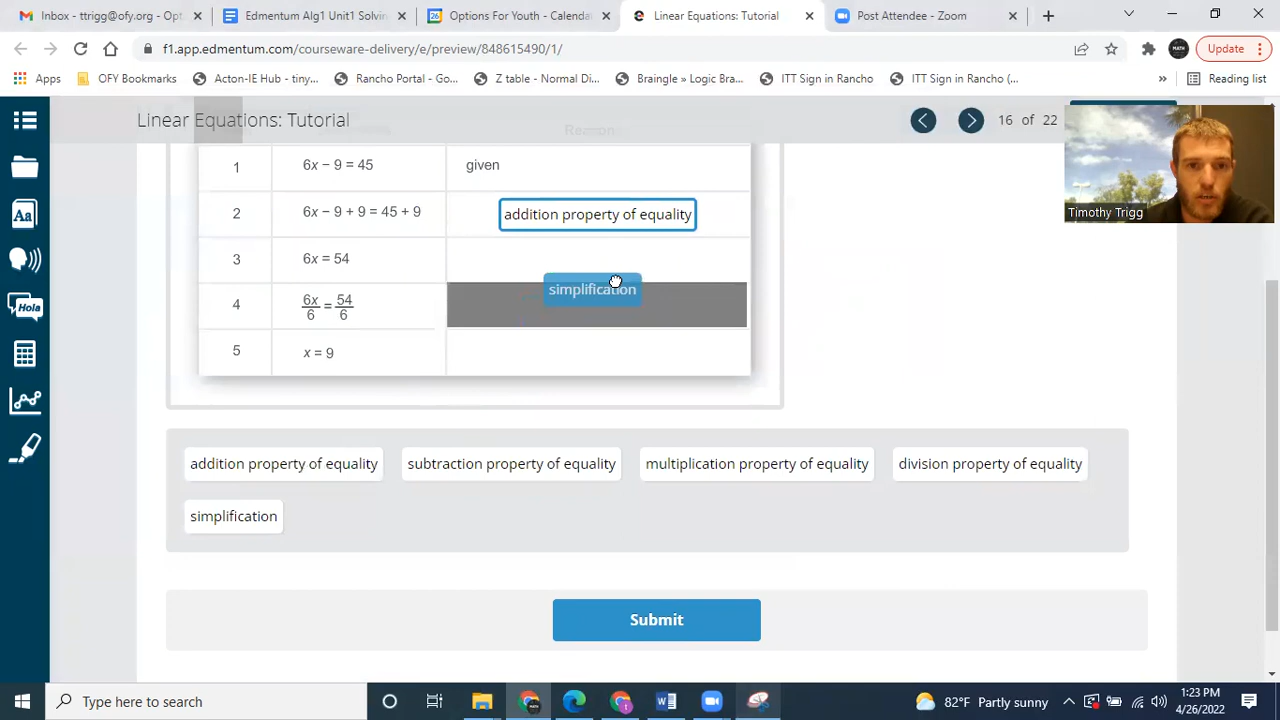 Inbox - ttrigg@ofy.org - Opt
Edmentum Alg1 Unit1 Solvin
Options For Youth - Calenda
Linear Equations: Tutorial
Post Attendee - Zoom
f1.app.edmentum.com/courseware-delivery/e/preview/848615490/1/
Update
Apps
OFY Bookmarks
Acton-IE Hub - tiny...
Rancho Portal - Go...
Z table - Normal Di...
Braingle » Logic Bra...
ITT Sign in Rancho
ITT Sign in Rancho (...
»
Reading list
Linear Equations: Tutorial
16 of 22
Reason
1 6x − 9 = 45 given
2 6x − 9 + 9 = 45 + 9 addition property of equality
3 6x = 54
simplification
4 6x/6 = 54/6
5 x = 9
Timothy Trigg
Aa
Hola
addition property of equality
subtraction property of equality
multiplication property of equality
division property of equality
simplification
Submit
Type here to search
82°F Partly sunny
1:23 PM
4/26/2022